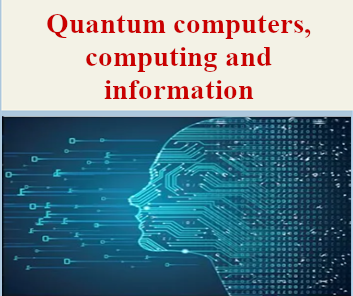 Quantum computers,
computing and
information